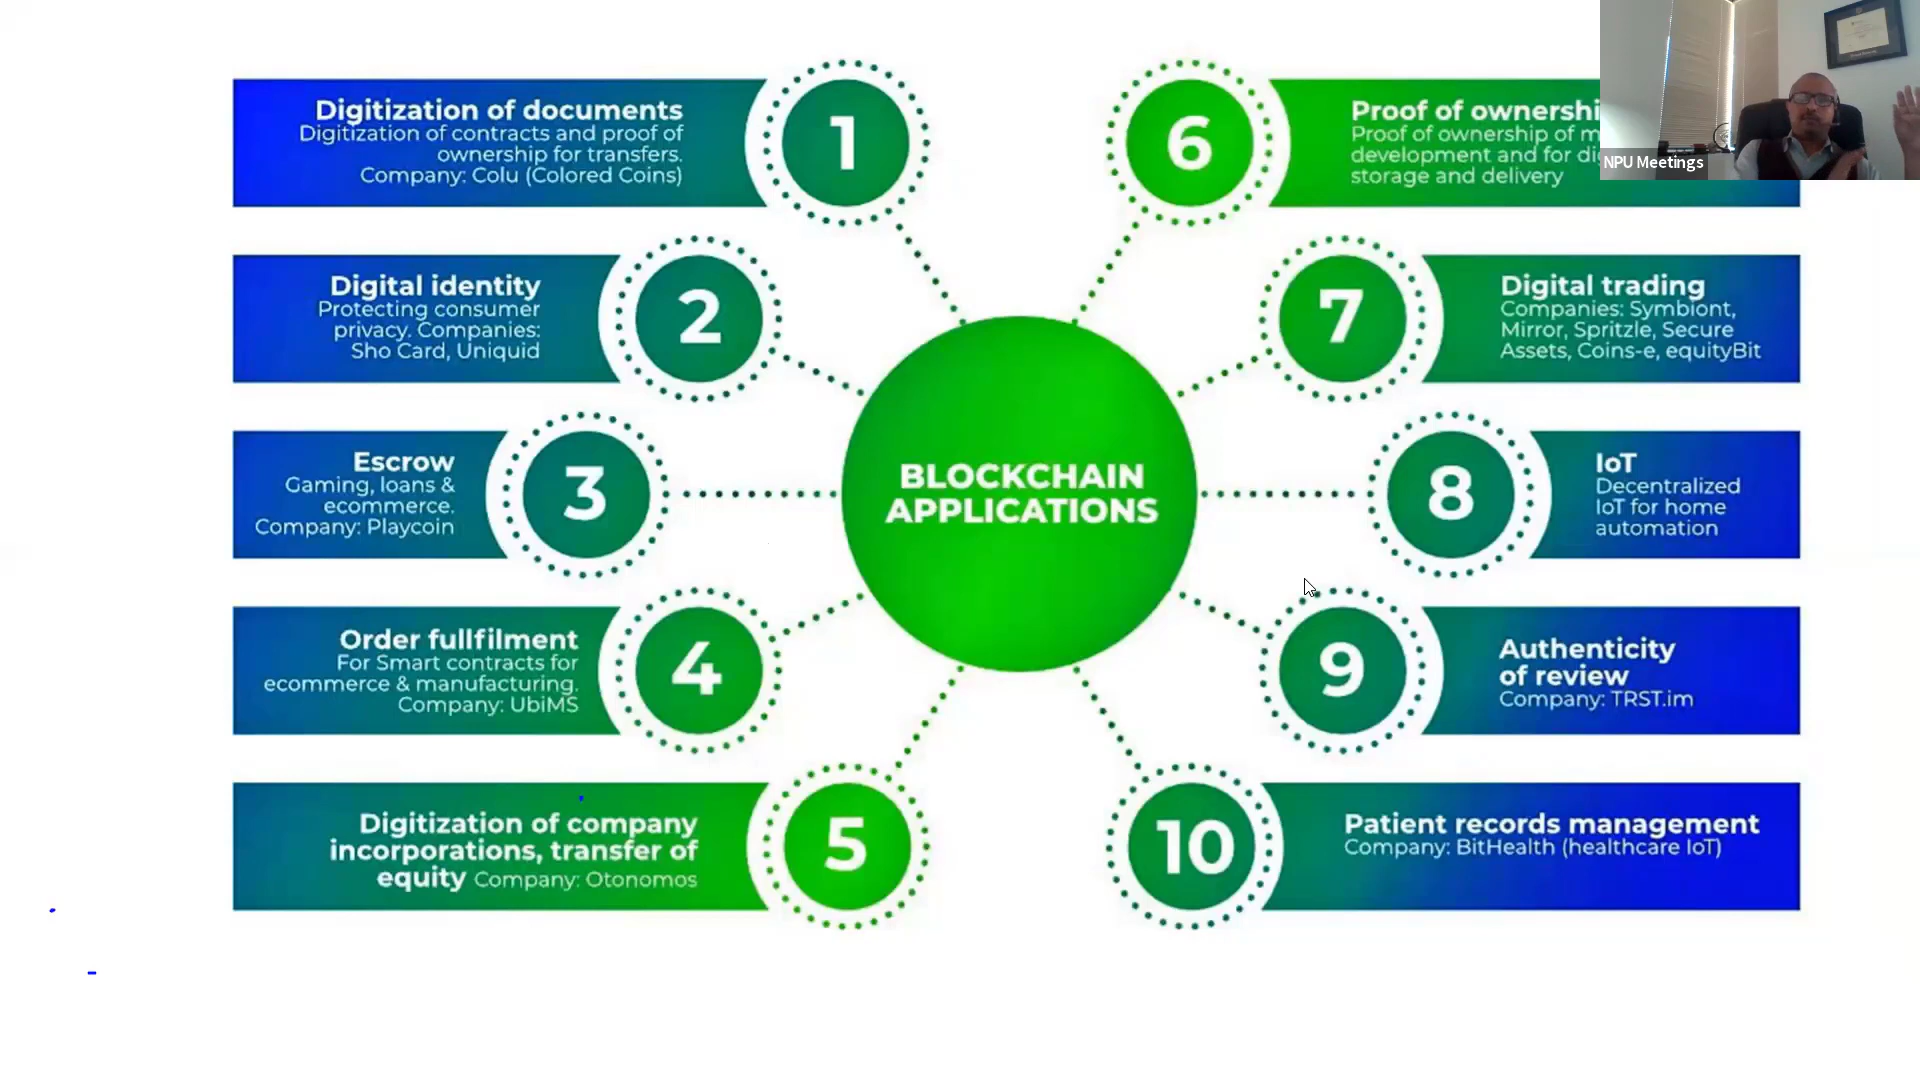 Digitization of documents
Digitization of contracts and proof of
ownership for transfers.
Company: Colu (Colored Coins)
1
Digital identity
Protecting consumer
privacy. Companies:
Sho Card, Uniquid
2
Escrow
Gaming, loans &
ecommerce.
Company: Playcoin
3
Order fullfilment
For Smart contracts for
ecommerce & manufacturing.
Company: UbiMS
4
Digitization of company
incorporations, transfer of
equity Company: Otonomos
5
BLOCKCHAIN
APPLICATIONS
6
Proof of
Proof of ownership of
development and for
storage and delivery
7
Digital trading
Companies: Symbiont,
Mirror, Spritzle, Secure
Assets, Coins-e, equityBit
8
IoT
Decentralized
IoT for home
automation
9
Authenticity
of review
Company: TRST.im
10
Patient records management
Company: BitHealth (healthcare IoT)
NPU Meetings